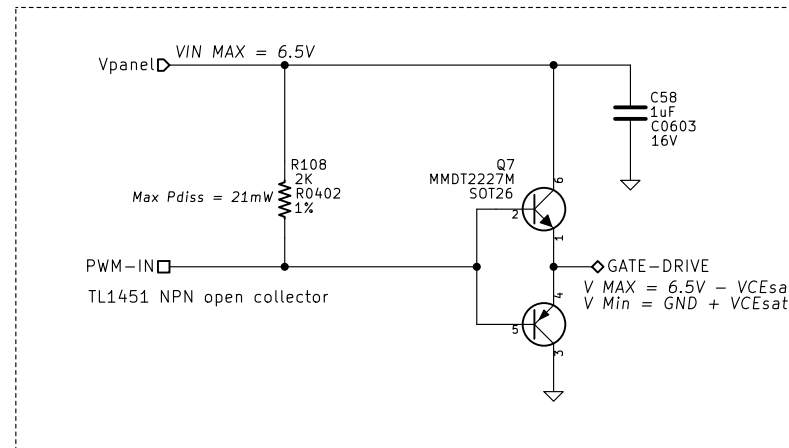 VIN MAX = 6.5V
Vpanel
C58
1uF
C0603
16V
R108
2K
R0402
1%
Max Pdiss = 21mW
Q7
MMDT2227M
SOT26
6
2
1
PWM-IN
GATE-DRIVE
TL1451 NPN open collector
V MAX = 6.5V - VCEsa
V Min = GND + VCEsat
4
5
3